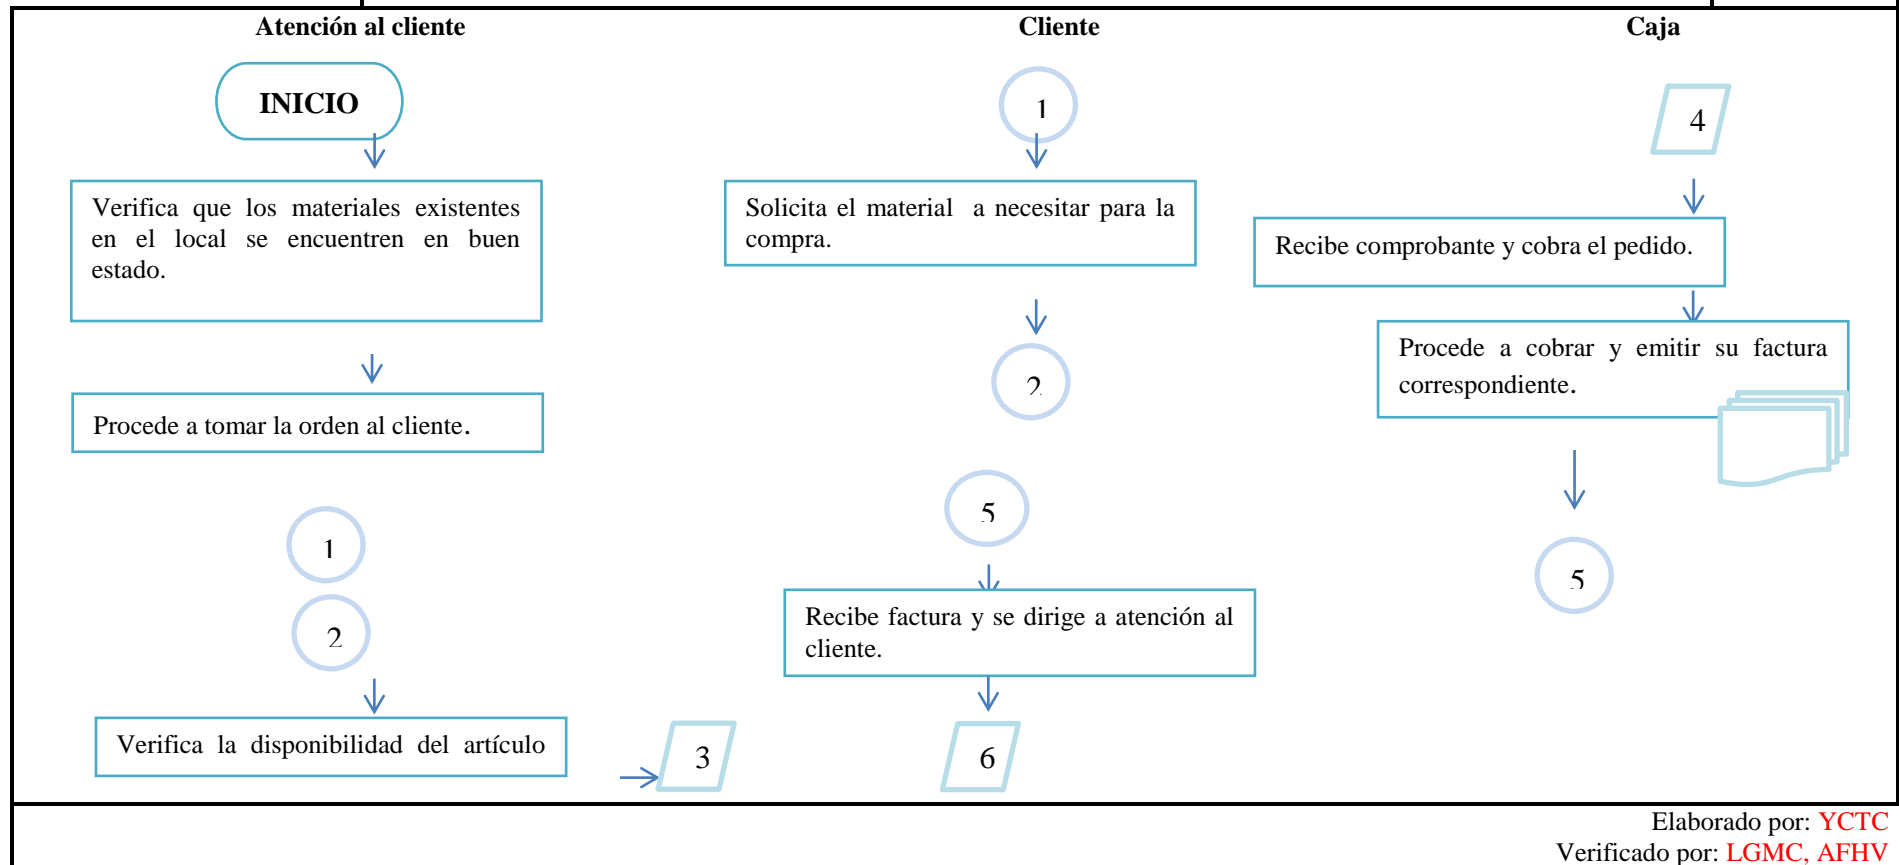 Atención al cliente
INICIO
Verifica que los materiales existentes
en el local se encuentren en buen
estado.
Procede a tomar la orden al cliente.
1
2
Verifica la disponibilidad del artículo
3
Cliente
1
Solicita el material a necesitar para la
compra.
2
5
Recibe factura y se dirige a atención al
cliente.
6
Caja
4
Recibe comprobante y cobra el pedido.
Procede a cobrar y emitir su factura
correspondiente.
5
Elaborado por: YCTC
Verificado por: LGMC, AFHV